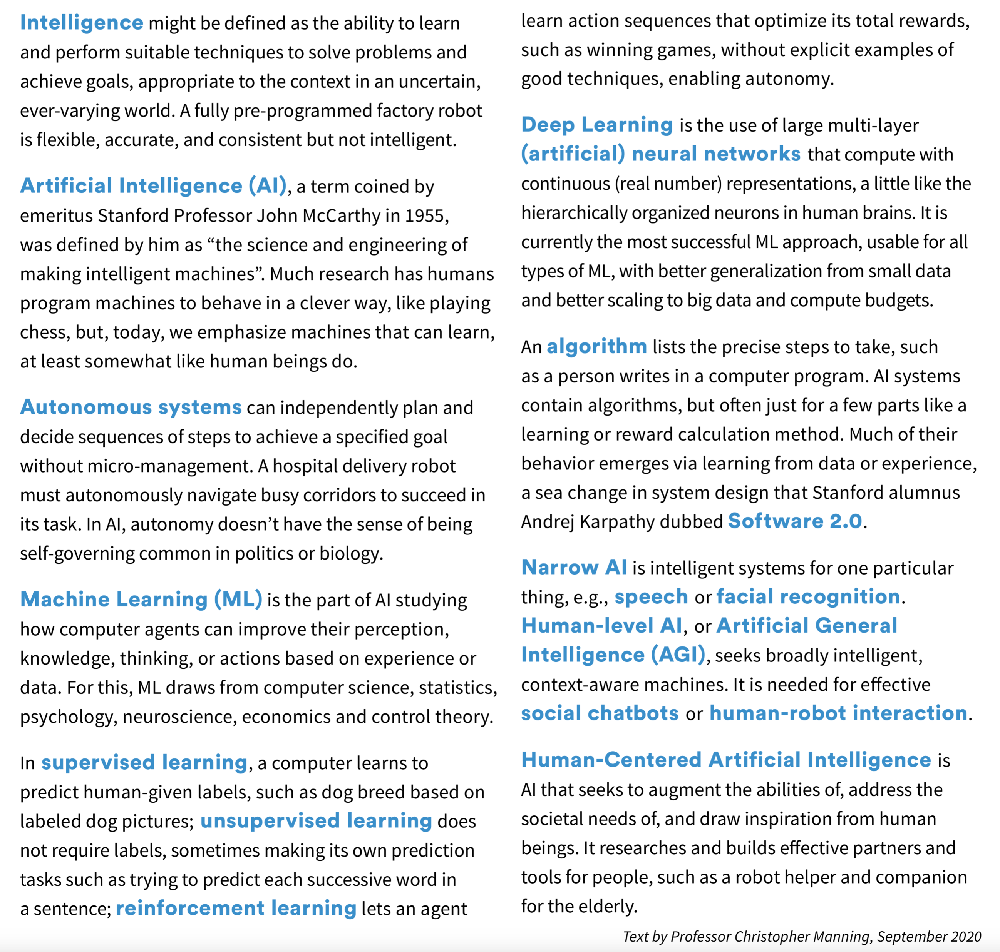 Intelligence might be defined as the ability to learn
and perform suitable techniques to solve problems and
achieve goals, appropriate to the context in an uncertain,
ever-varying world. A fully pre-programmed factory robot
is flexible, accurate, and consistent but not intelligent.
Artificial Intelligence (AI), a term coined by
emeritus Stanford Professor John McCarthy in 1955,
was defined by him as “the science and engineering of
making intelligent machines”. Much research has humans
program machines to behave in a clever way, like playing
chess, but, today, we emphasize machines that can learn,
at least somewhat like human beings do.
Autonomous systems can independently plan and
decide sequences of steps to achieve a specified goal
without micro-management. A hospital delivery robot
must autonomously navigate busy corridors to succeed in
its task. In AI, autonomy doesn’t have the sense of being
self-governing common in politics or biology.
Machine Learning (ML) is the part of AI studying
how computer agents can improve their perception,
knowledge, thinking, or actions based on experience or
data. For this, ML draws from computer science, statistics,
psychology, neuroscience, economics and control theory.
In supervised learning, a computer learns to
predict human-given labels, such as dog breed based on
labeled dog pictures; unsupervised learning does
not require labels, sometimes making its own prediction
tasks such as trying to predict each successive word in
a sentence; reinforcement learning lets an agent
learn action sequences that optimize its total rewards,
such as winning games, without explicit examples of
good techniques, enabling autonomy.
Deep Learning is the use of large multi-layer
(artificial) neural networks that compute with
continuous (real number) representations, a little like the
hierarchically organized neurons in human brains. It is
currently the most successful ML approach, usable for all
types of ML, with better generalization from small data
and better scaling to big data and compute budgets.
An algorithm lists the precise steps to take, such
as a person writes in a computer program. AI systems
contain algorithms, but often just for a few parts like a
learning or reward calculation method. Much of their
behavior emerges via learning from data or experience,
a sea change in system design that Stanford alumnus
Andrej Karpathy dubbed Software 2.0.
Narrow AI is intelligent systems for one particular
thing, e.g., speech or facial recognition.
Human-level AI, or Artificial General
Intelligence (AGI), seeks broadly intelligent,
context-aware machines. It is needed for effective
social chatbots or human-robot interaction.
Human-Centered Artificial Intelligence is
AI that seeks to augment the abilities of, address the
societal needs of, and draw inspiration from human
beings. It researches and builds effective partners and
tools for people, such as a robot helper and companion
for the elderly.
Text by Professor Christopher Manning, September 2020